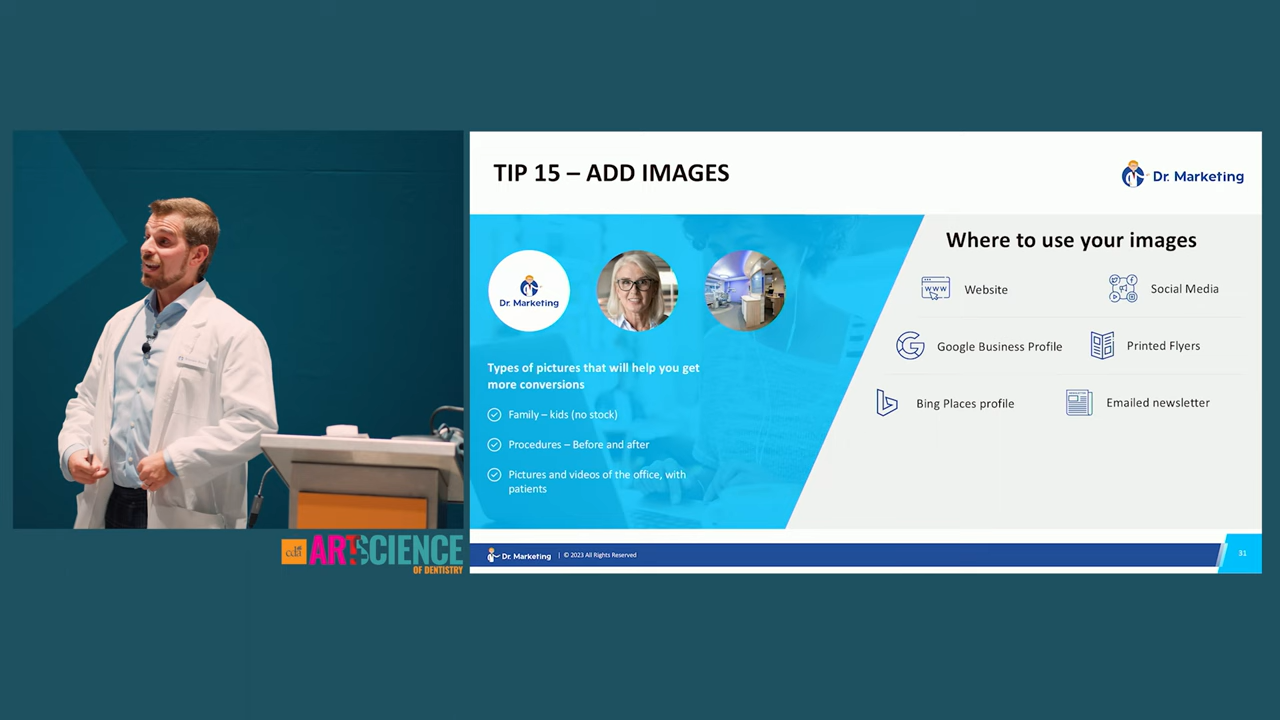 TIP 15 – ADD IMAGES
Dr. Marketing
Dr. Marketing
Types of pictures that will help you get
more conversions
Family – kids (no stock)
Procedures – Before and after
Pictures and videos of the office, with
patients
Where to use your images
WWW
Website
Social Media
Google Business Profile
Printed Flyers
Bing Places profile
Emailed newsletter
cda
ART & SCIENCE
OF DENTISTRY
Dr. Marketing | © 2023 All Rights Reserved
31